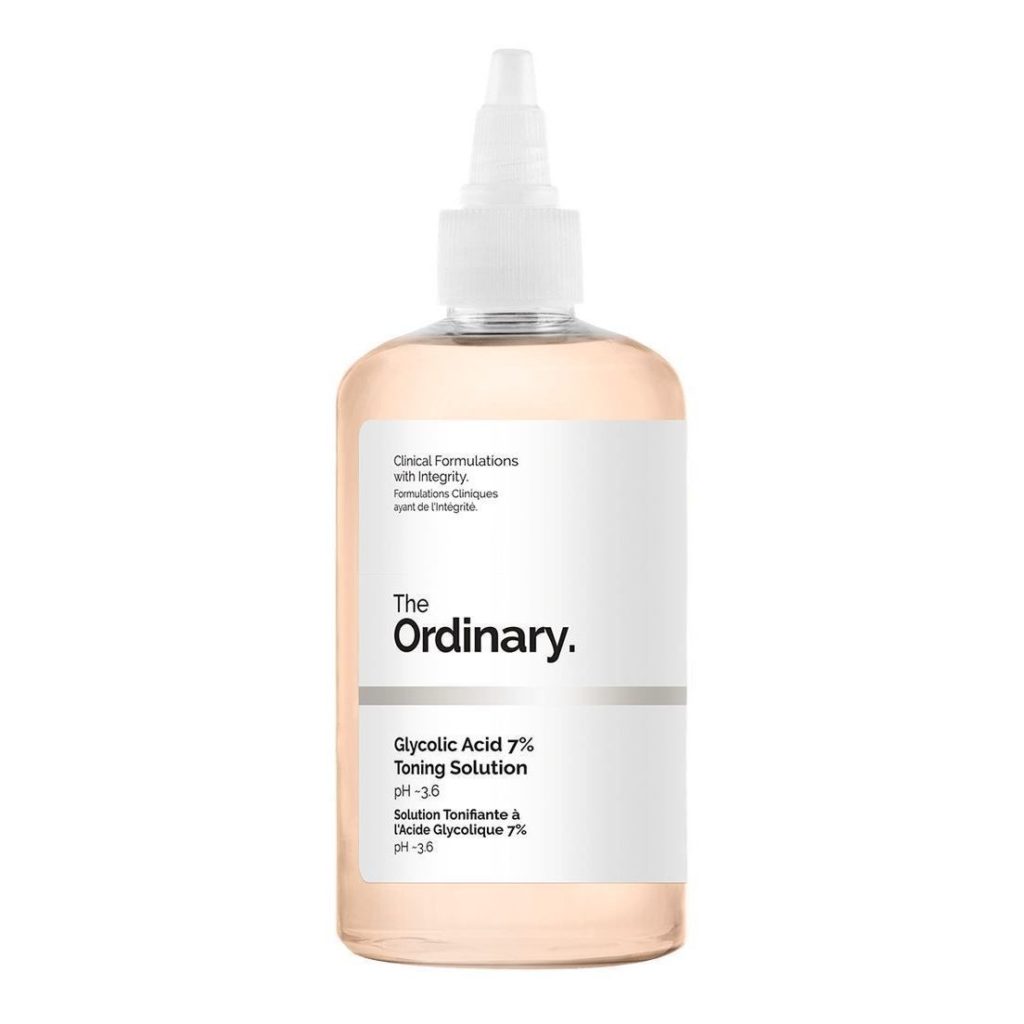 Clinical Formulations
with Integrity.
Formulations Cliniques
ayant de l'Intégrité.
The
Ordinary.
Glycolic Acid 7%
Toning Solution
pH ~3.6
Solution Tonifiante à
l'Acide Glycolique 7%
pH ~3.6